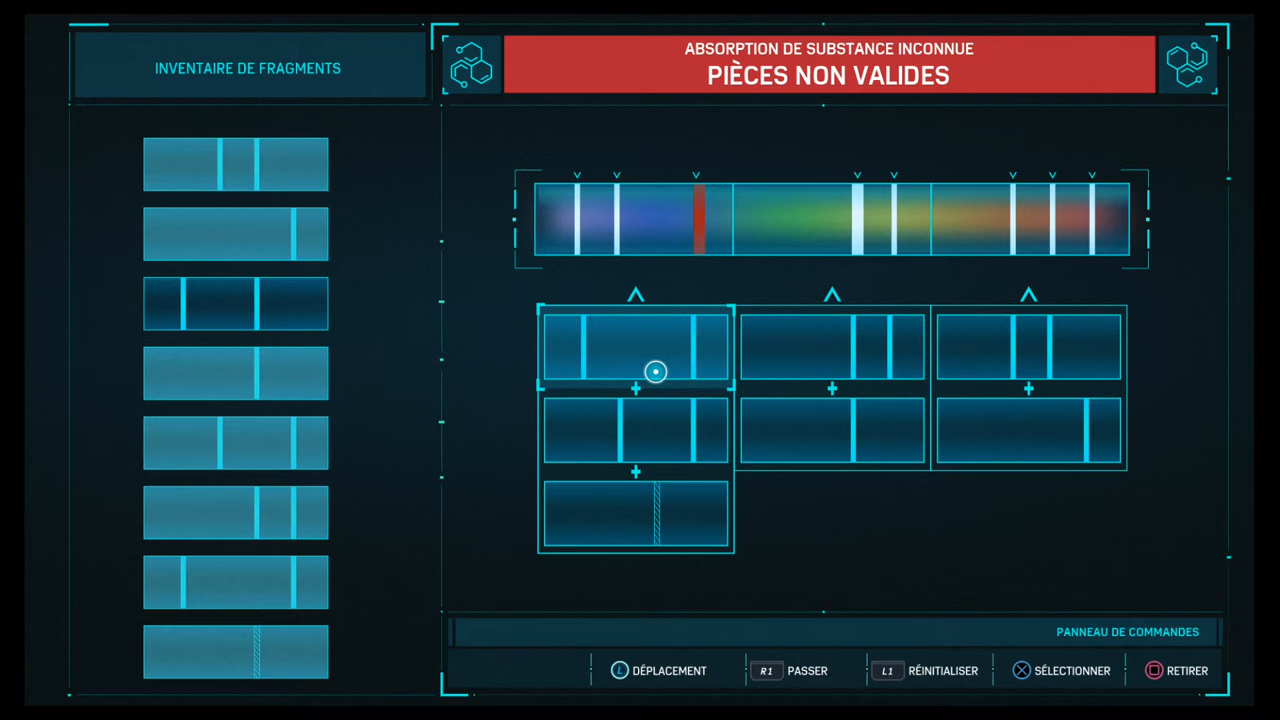 INVENTAIRE DE FRAGMENTS
ABSORPTION DE SUBSTANCE INCONNUE
PIÈCES NON VALIDES
PANNEAU DE COMMANDES
L DÉPLACEMENT R1 PASSER L1 RÉINITIALISER SÉLECTIONNER RETIRER